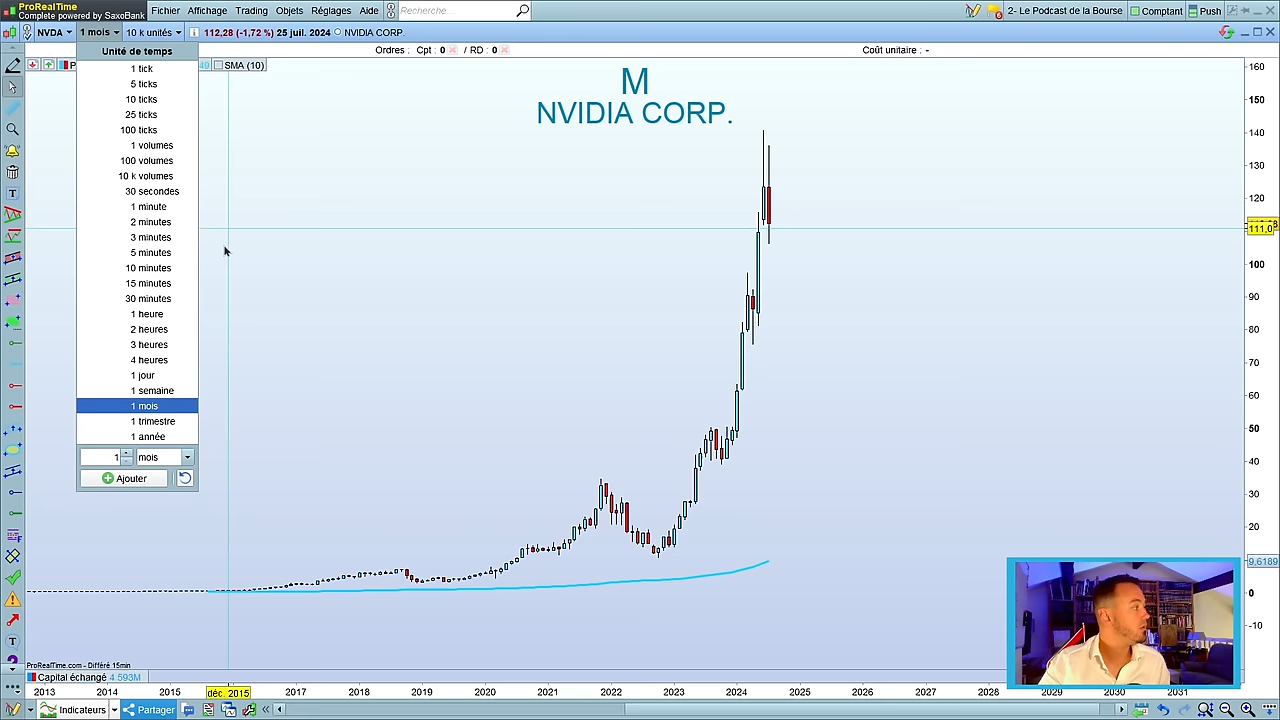 ProRealTime
Complete powered by SaxoBank
Fichier Affichage Trading Objets Réglages Aide
Recherche
2- Le Podcast de la Bourse Comptant Push
NVDA 1 mois 10 k unités 112,28 (-1,72 %) 25 juil. 2024 NVIDIA CORP.
Ordres : Cpt : 0 / RD : 0 Coût unitaire : -
Unité de temps
P 49 SMA (10)
1 tick
5 ticks
10 ticks
25 ticks
100 ticks
1 volumes
100 volumes
10 k volumes
30 secondes
1 minute
2 minutes
3 minutes
5 minutes
10 minutes
15 minutes
30 minutes
1 heure
2 heures
3 heures
4 heures
1 jour
1 semaine
1 mois
1 trimestre
1 année
1 mois
Ajouter
M
NVIDIA CORP.
160
150
140
130
120
111,0
100
90
80
70
60
50
40
30
20
9,6189
0
-10
ProRealTime.com - Différé 15min
Capital échangé 4 593M
2013 2014 2015 déc. 2015 2017 2018 2019 2020 2021 2022 2023 2024 2025 2026 2027 2028 2029 2030 2031
Indicateurs Partager